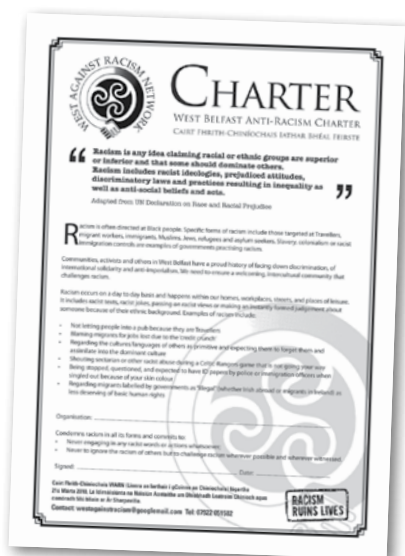 WEST AGAINST RACISM NETWORK
CHARTER
WEST BELFAST ANTI-RACISM CHARTER
CAIRT FHRITH-CHINÍOCHAIS IATHAR BHÉAL FEIRSTE
“ Racism is any idea claiming racial or ethnic groups are superior
or inferior and that some should dominate others.
Racism includes racist ideologies, prejudiced attitudes,
discriminatory laws and practises resulting in inequality as
well as anti-social beliefs and acts. ”
Adapted from UN Declaration on Race and Racial Prejudice
Racism is often directed at Black people. Specific forms of racism include those targeted at Travellers,
migrant workers, immigrants, Muslims, Jews, refugees and asylum seekers. Slavery, colonialism or racist
immigration controls are examples of governments practising racism.
Communities, activists and others in West Belfast have a proud history of facing down discrimination, of
international solidarity and anti-imperialism. We need to ensure a welcoming, intercultural community that
challenges racism.
Racism occurs on a day to day basis and happens within our homes, workplaces, streets, and places of leisure.
It includes racist texts, racist jokes, passing on racist views or making an instantly formed judgement about
someone because of their ethnic background. Examples of racism include:
• Not letting people into a pub because they are Travellers
• Blaming migrants for jobs lost due to the 'credit crunch'
• Regarding the cultures/languages of others as primitive and expecting them to forget them and
assimilate into the dominant culture
• Shouting sectarian or other racist abuse during a Celtic-Rangers game that is not going your way
• Being stopped, questioned, and expected to have ID papers by police or immigration officers when
singled out because of your skin colour
• Regarding migrants labelled by governments as 'illegal' (whether Irish abroad or migrants in Ireland) as
less deserving of basic human rights
Organisation:
Condemns racism in all its forms and commits to:
• Never engaging in any racist words or actions whatsoever;
• Never to ignore the racism of others but to challenge racism wherever possible and wherever witnessed.
Signed: Date:
Contact: westagainstracism@googlemail.com Tel:
RACISM
RUINS LIVES